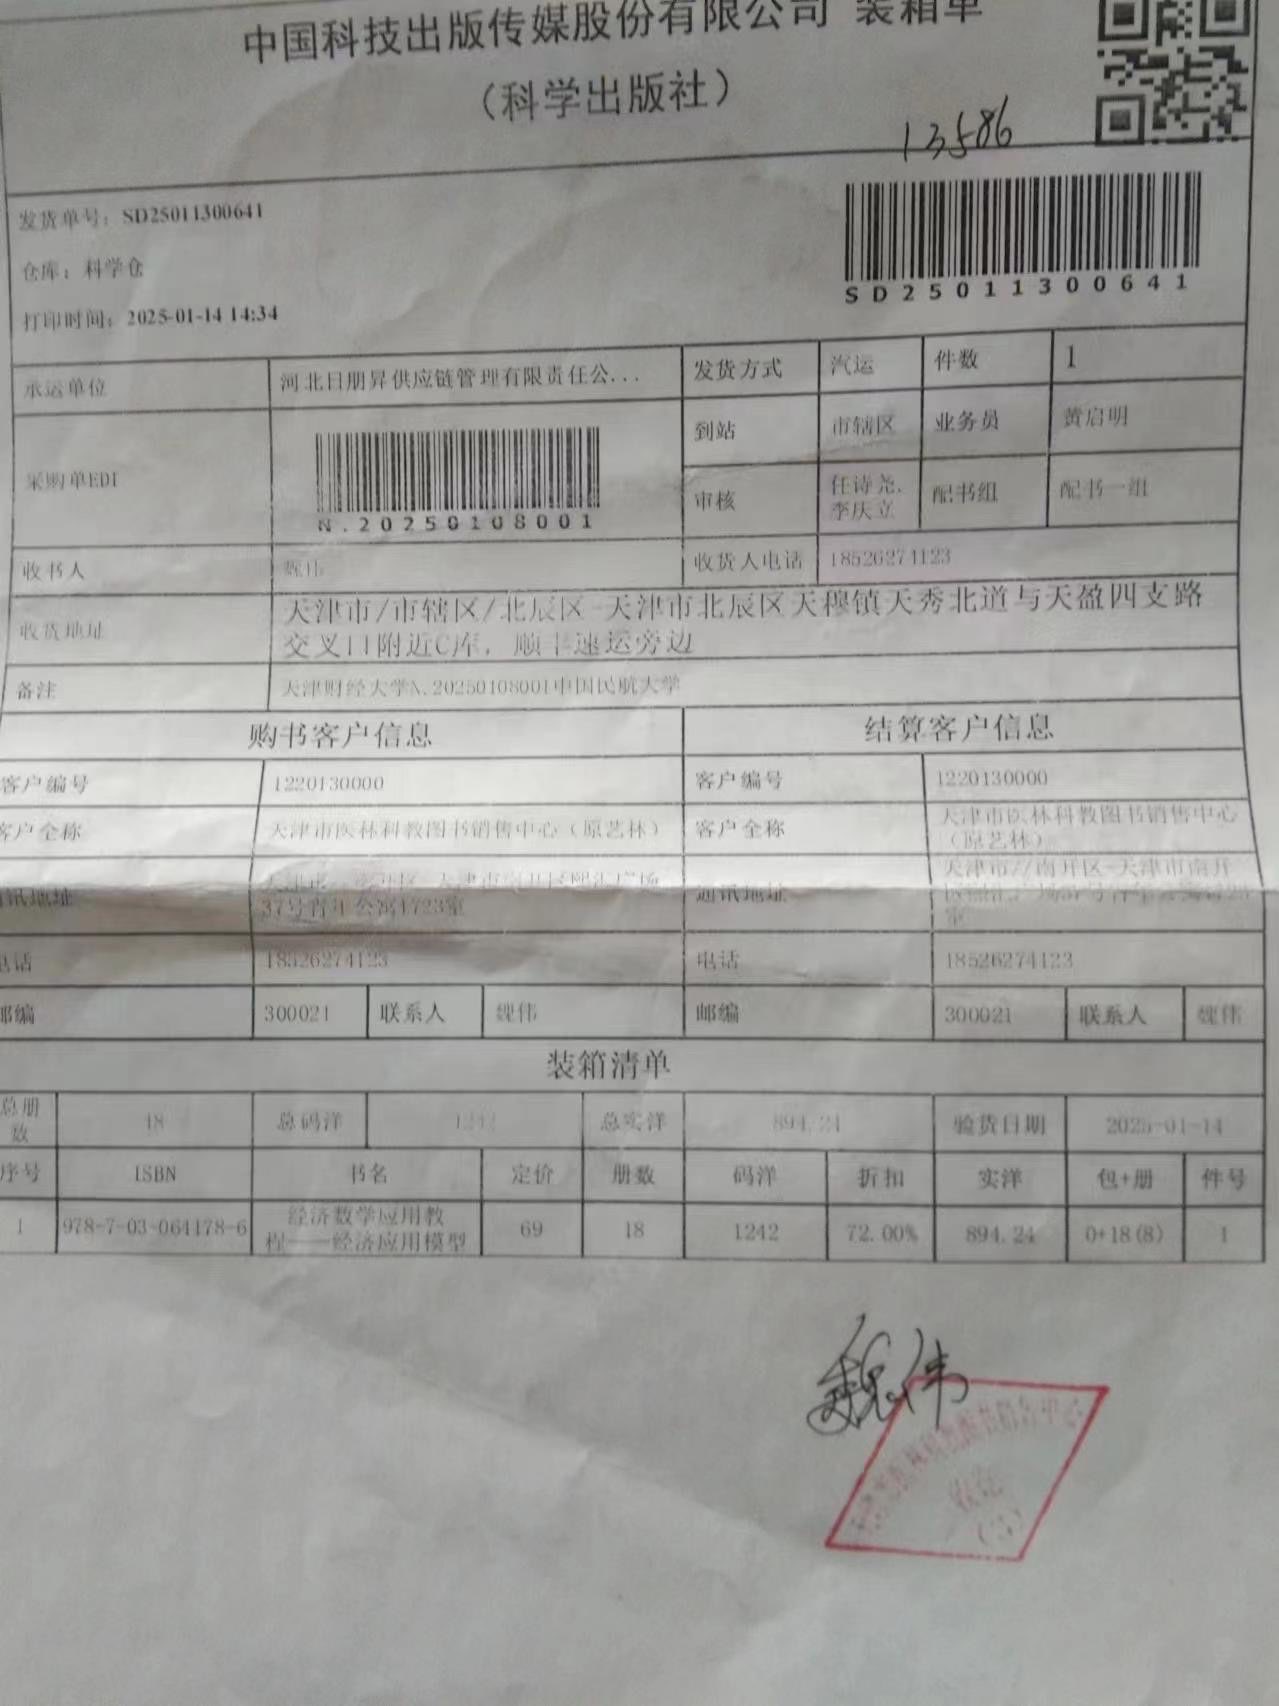 中国科技出版传媒股份有限公司 装箱单
（科学出版社）
13586
发货单号：SD25011300641
仓库：科学仓
打印时间：2025-01-14 14:34
SD25011300641
承运单位 河北日朋昇供应链管理有限责任公... 发货方式 汽运 件数 1
采购单EDI N.20250108001 到站 市辖区 业务员 黄启明
审核 任诗尧,李庆立 配书组 配书一组
收书人 魏伟 收货人电话 18526274123
收货地址 天津市/市辖区/北辰区-天津市北辰区天穆镇天秀北道与天盈四支路
交叉口附近C库，顺丰速运旁边
备注 天津财经大学N.20250108001中国民航大学
购书客户信息 结算客户信息
客户编号 1220130000 客户编号 1220130000
客户全称 天津市医林科教图书销售中心（原艺林） 客户全称 天津市医林科教图书销售中心
（原艺林）
通讯地址 37号青年公寓1723室 通讯地址 天津市//南开区-天津市南开
室
电话 18526274123 电话 18526274123
邮编 300021 联系人 魏伟 邮编 300021 联系人 魏伟
装箱清单
总册数 18 总码洋 1242 总实洋 894.24 验货日期 2025-01-14
序号 ISBN 书名 定价 册数 码洋 折扣 实洋 包+册 件号
1 978-7-03-064178-6 经济数学应用教程——经济应用模型 69 18 1242 72.00% 894.24 0+18(8) 1
魏伟